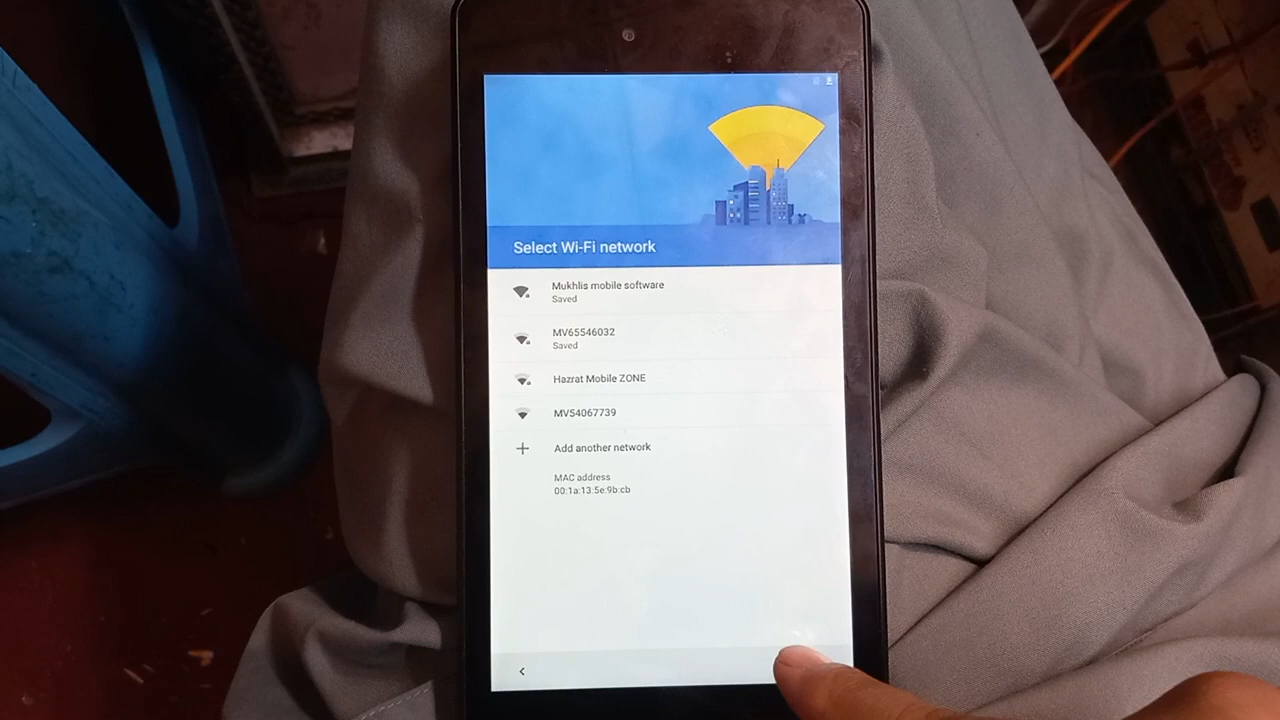 Select Wi-Fi network
Mukhlis mobile software
Saved
MV65546032
Saved
Hazrat Mobile ZONE
MV54067739
Add another network
MAC address
00:1a:13:5e:9b:cb